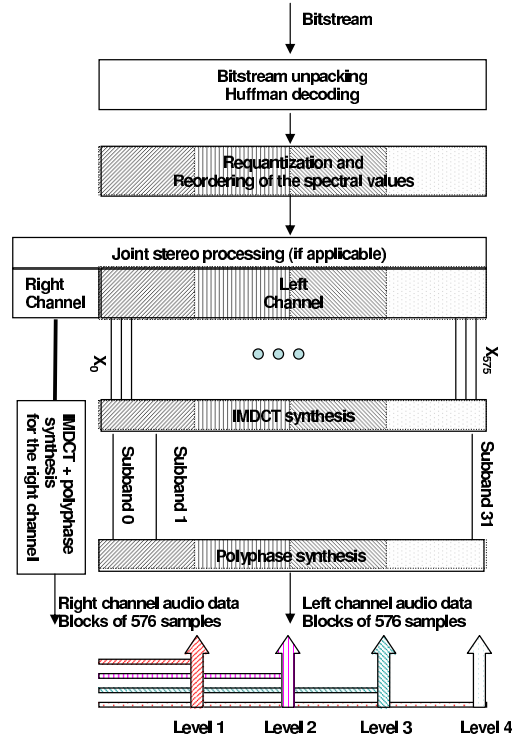 Bitstream
Bitstream unpacking
Huffman decoding
Requantization and
Reordering of the spectral values
Joint stereo processing (if applicable)
Right
Channel
Left
Channel
X0
X575
IMDCT synthesis
IMDCT + polyphase
synthesis
for the right channel
Subband 0
Subband 1
Subband 31
Polyphase synthesis
Right channel audio data
Blocks of 576 samples
Left channel audio data
Blocks of 576 samples
Level 1
Level 2
Level 3
Level 4